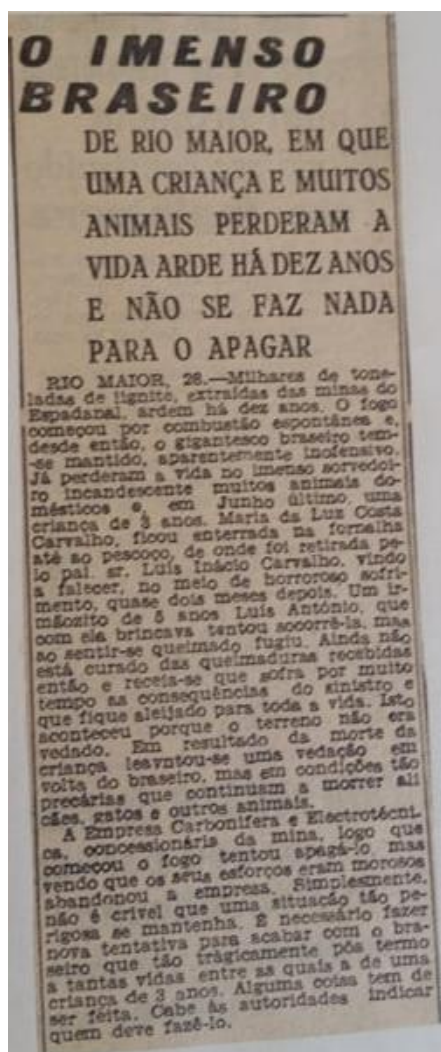 O IMENSO
BRASEIRO
DE RIO MAIOR, EM QUE
UMA CRIANÇA E MUITOS
ANIMAIS PERDERAM A
VIDA ARDE HÁ DEZ ANOS
E NÃO SE FAZ NADA
PARA O APAGAR
RIO MAIOR, 28.—Milhares de tone-
ladas de lignite, extraídas das minas do
Espadanal, ardem há dez anos. O fogo
começou por combustão espontânea e,
desde então, o gigantesco braseiro tem-
-se mantido, aparentemente inofensivo.
Já perderam a vida no imenso sorvedoi-
ro incandescente muitos animais do-
mésticos e, em Junho último, uma
criança de 3 anos. Maria da Luz Costa
Carvalho, ficou enterrada na fornalha
até ao pescoço, de onde foi retirada pe-
lo pai, sr. Luís Inácio Carvalho, vindo
a falecer, no meio de horroroso sofri-
mento, quase dois meses depois. Um ir-
mãozito de 5 anos Luís António, que
com ela brincava tentou socorrê-la, mas
ao sentir-se queimado fugiu. Ainda não
está curado das queimaduras recebidas
então e receia-se que sofra por muito
tempo as consequências do sinistro e
que fique aleijado para toda a vida. Isto
aconteceu porque o terreno não era
vedado. Em resultado da morte da
criança leavntou-se uma vedação em
volta do braseiro, mas em condições tão
precárias que continuam a morrer ali
cães, gatos e outros animais.
A Empresa Carbonífera e Electrotécni-
ca, concessionária da mina, logo que
começou o fogo tentou apagá-lo mas
vendo que os seus esforços eram morosos
abandonou a empresa. Simplesmente,
não é crível que uma situação tão pe-
rigosa se mantenha. É necessário fazer
nova tentativa para acabar com o bra-
seiro que tão trágicamente pôs termo
a tantas vidas entre as quais a de uma
criança de 3 anos. Alguma coisa tem de
ser feita. Cabe às autoridades indicar
quem deve fazê-lo.